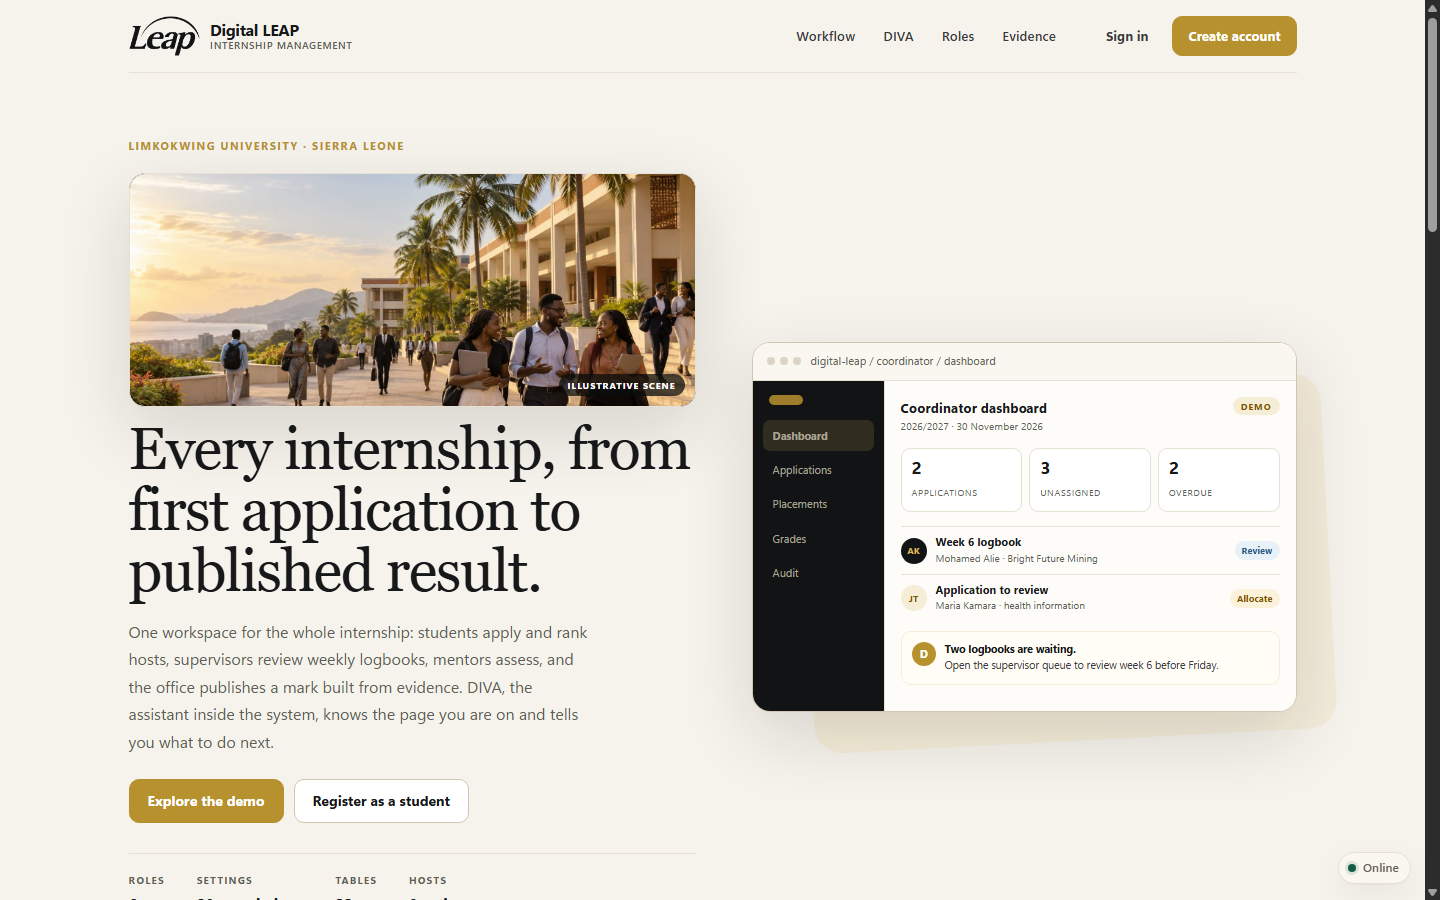 Leap
Digital LEAP
INTERNSHIP MANAGEMENT
Workflow
DIVA
Roles
Evidence
Sign in
Create account
LIMKOKWING UNIVERSITY · SIERRA LEONE
ILLUSTRATIVE SCENE
Every internship, from
first application to
published result.
One workspace for the whole internship: students apply and rank
hosts, supervisors review weekly logbooks, mentors assess, and
the office publishes a mark built from evidence. DIVA, the
assistant inside the system, knows the page you are on and tells
you what to do next.
Explore the demo
Register as a student
ROLES
SETTINGS
TABLES
HOSTS
digital-leap / coordinator / dashboard
Dashboard
Applications
Placements
Grades
Audit
Coordinator dashboard
2026/2027 · 30 November 2026
DEMO
2
APPLICATIONS
3
UNASSIGNED
2
OVERDUE
AK
Week 6 logbook
Mohamed Alie · Bright Future Mining
Review
JT
Application to review
Maria Kamara · health information
Allocate
D
Two logbooks are waiting.
Open the supervisor queue to review week 6 before Friday.
Online